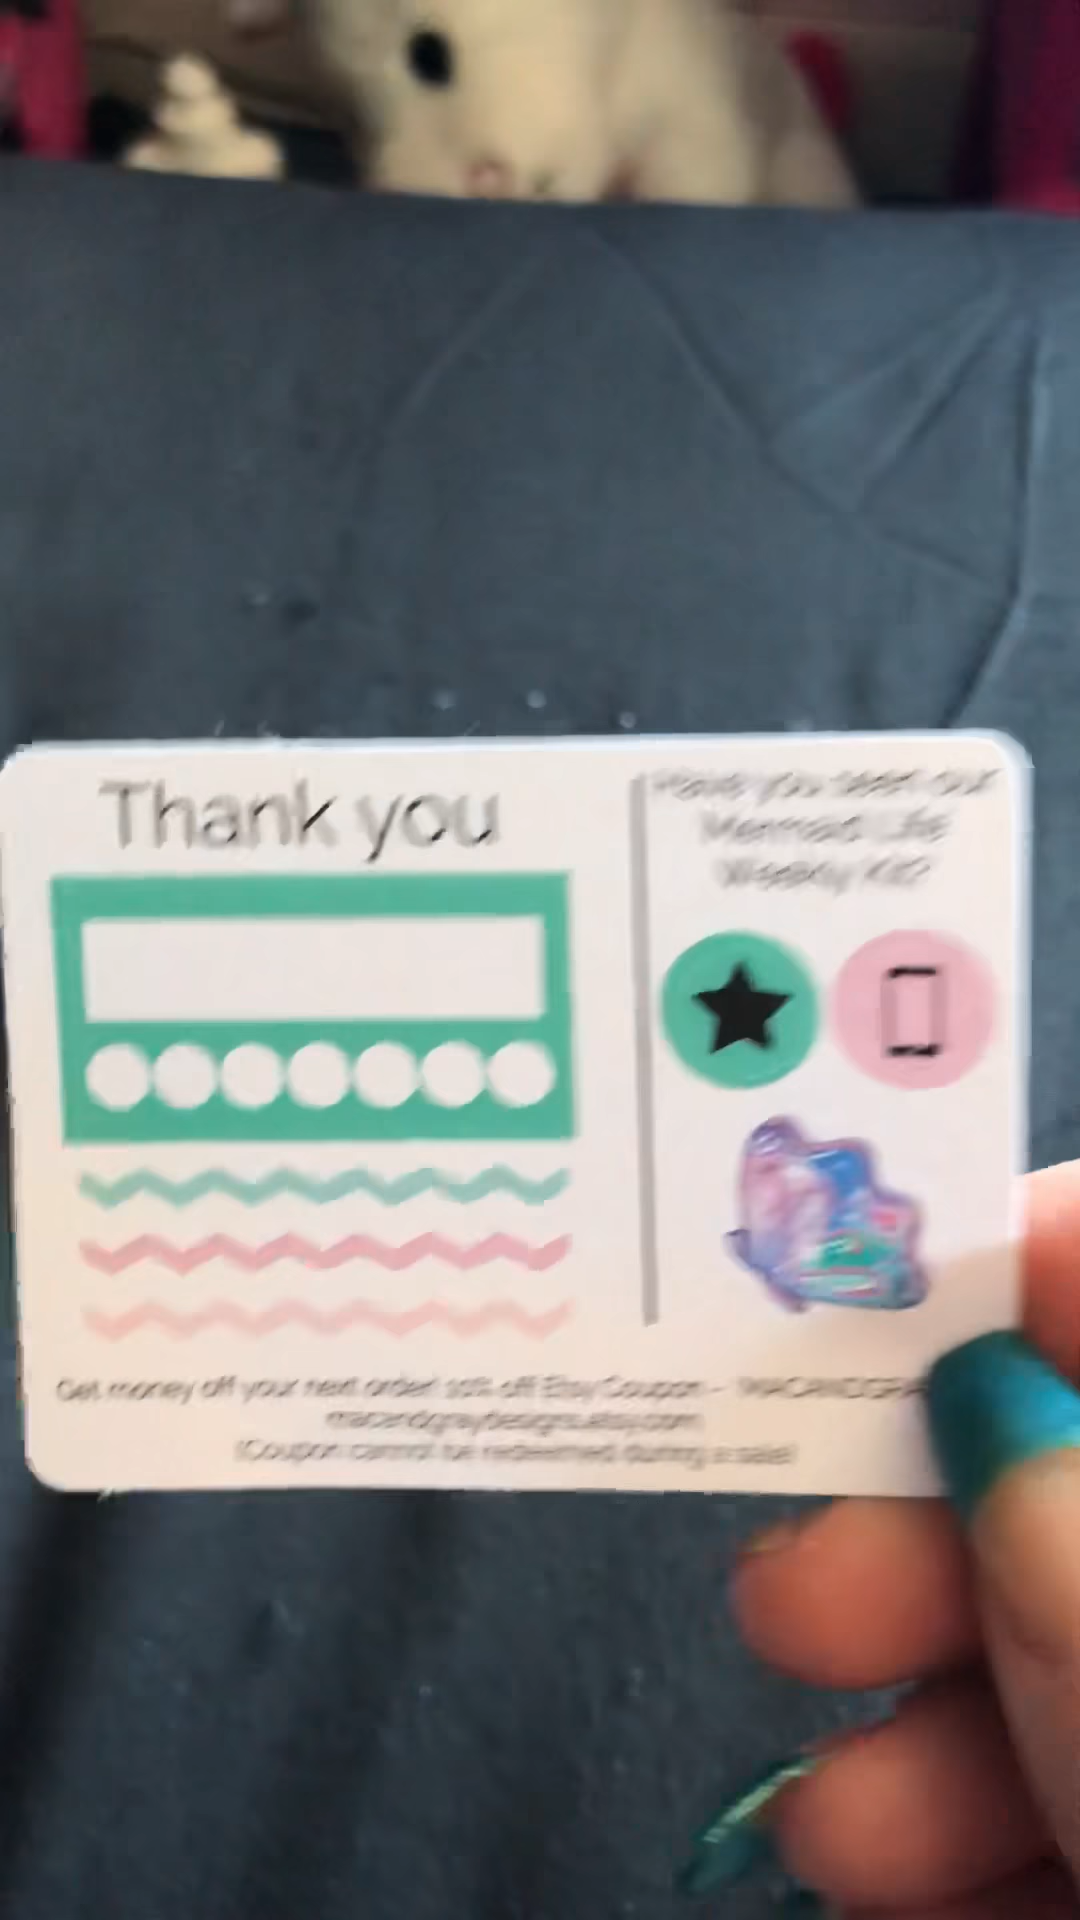 Thank you
Have you seen our
Mermaid Life
Weekly Kit?
Get money off your next order! 10% off Etsy Coupon -
macandgraydesigns.etsy.com
(Coupon cannot be redeemed during a sale)